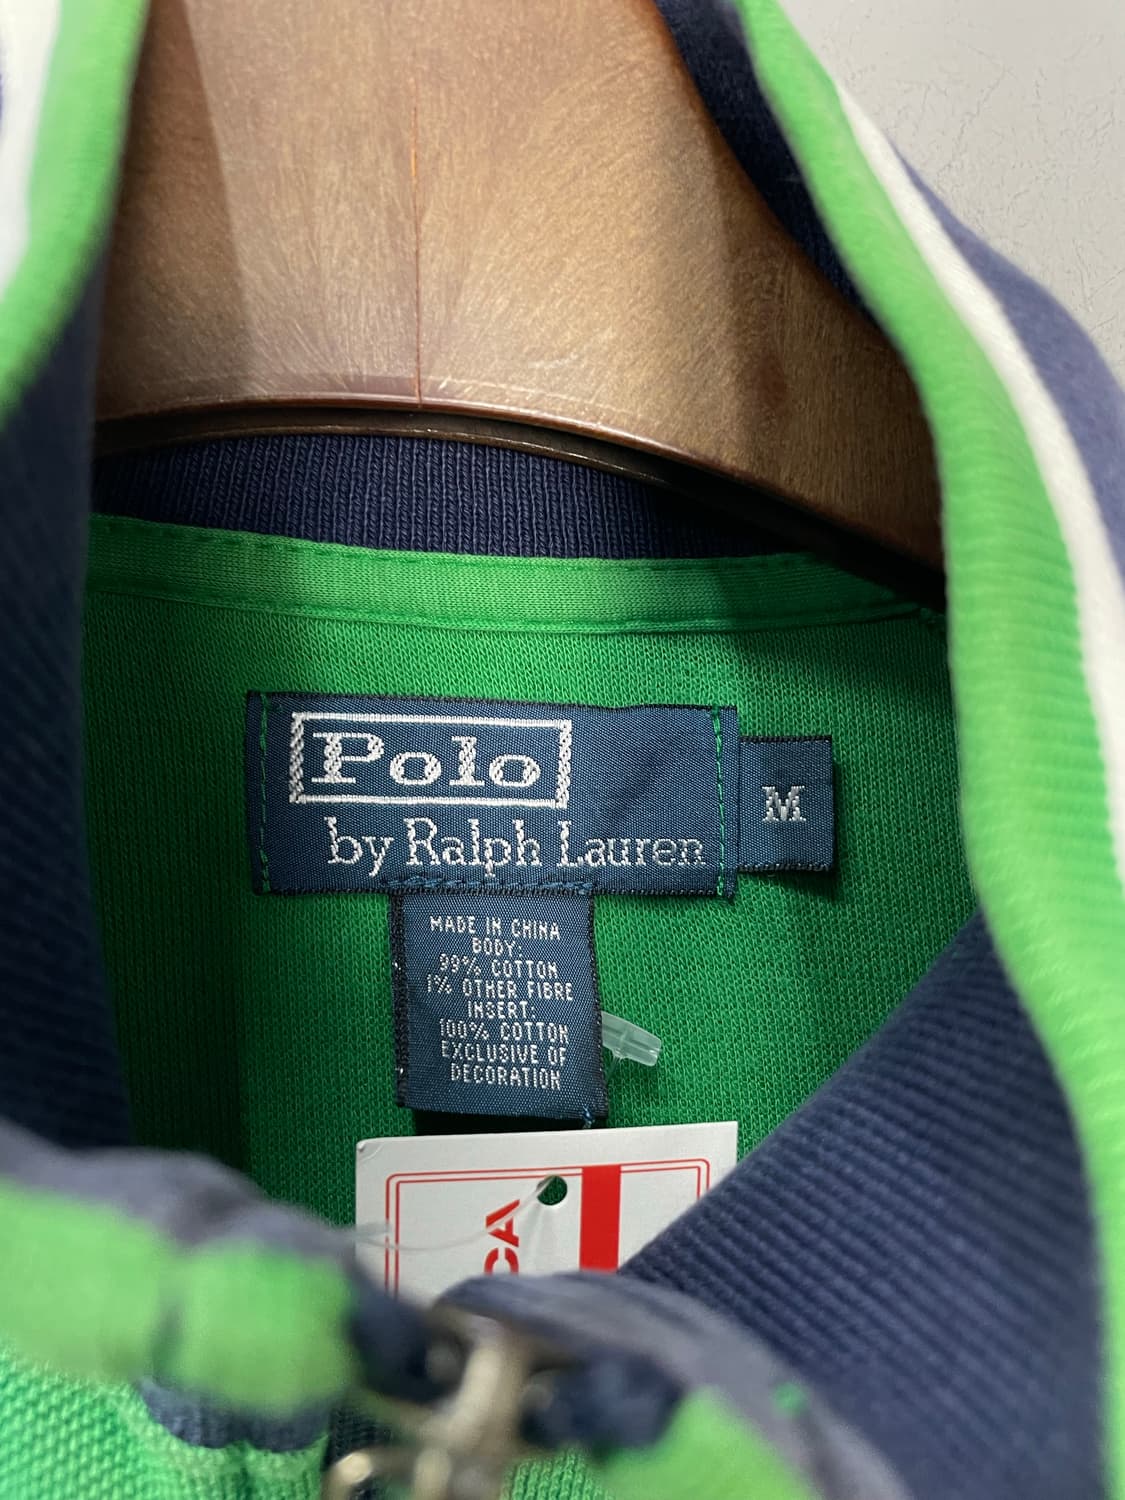 Polo
by Ralph Lauren
M
MADE IN CHINA
BODY:
99% COTTON
1% OTHER FIBRE
INSERT:
100% COTTON
EXCLUSIVE OF
DECORATION
CA